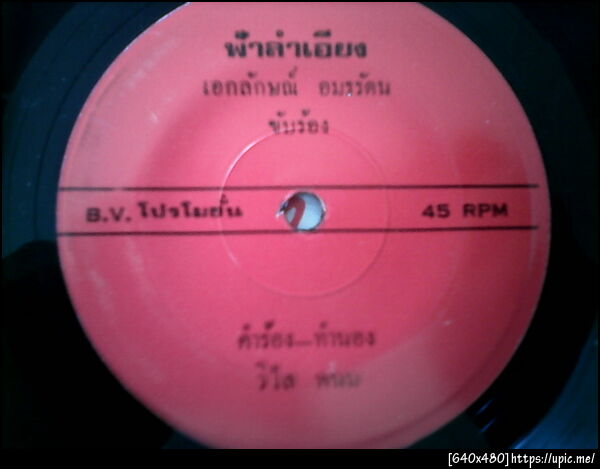 ฟ้าลำเอียง
เอกลักษณ์ อมรรัตน
ขับร้อง
B.V. โปรโมชั่น 45 RPM
คำร้อง-ทำนอง
วิโส
[640x480]https://upic.me/